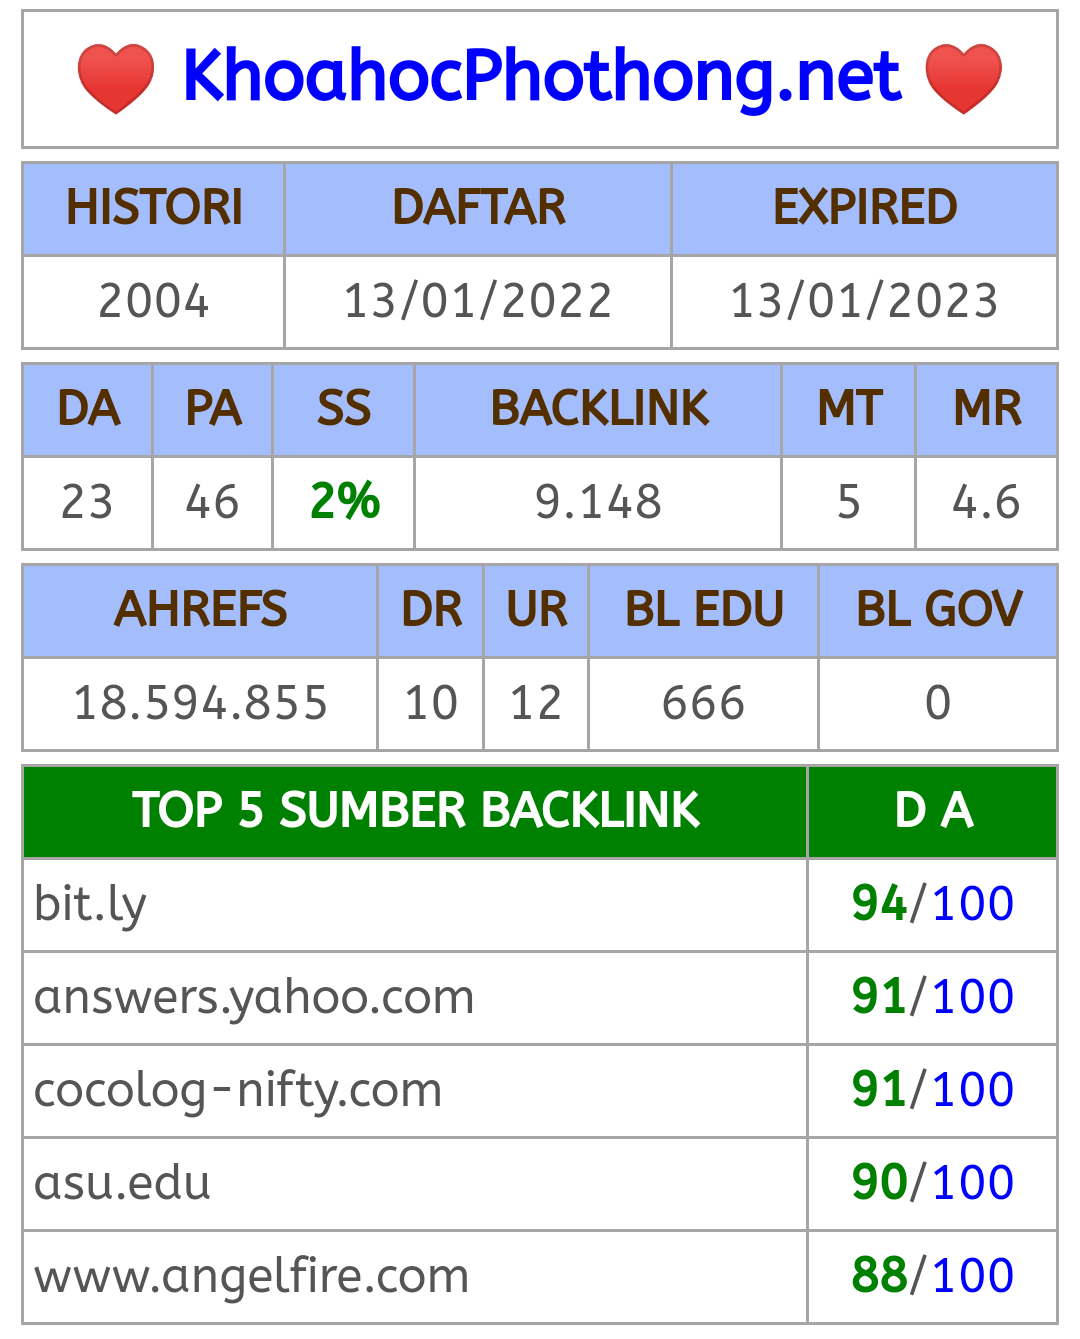 KhoahocPhothong.net
HISTORI DAFTAR EXPIRED
2004 13/01/2022 13/01/2023
DA PA SS BACKLINK MT MR
23 46 2% 9.148 5 4.6
AHREFS DR UR BL EDU BL GOV
18.594.855 10 12 666 0
TOP 5 SUMBER BACKLINK D A
bit.ly 94/100
answers.yahoo.com 91/100
cocolog-nifty.com 91/100
asu.edu 90/100
www.angelfire.com 88/100